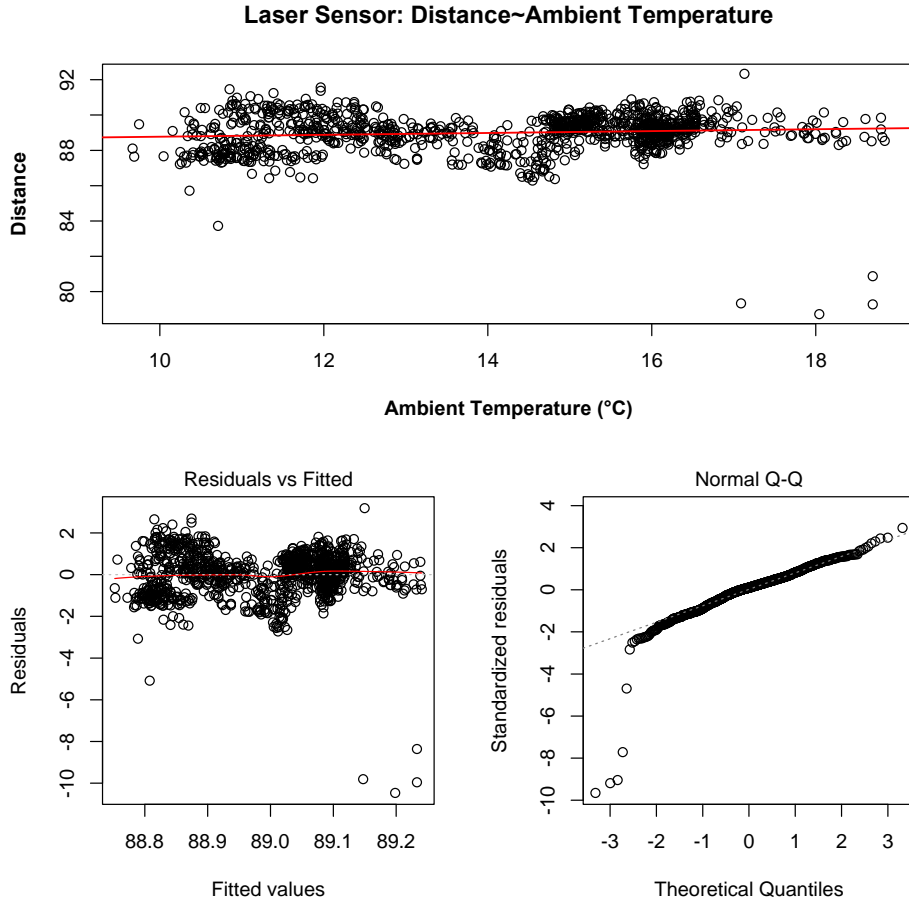 Laser Sensor: Distance~Ambient Temperature
92
88
84
80
Distance
10 12 14 16 18
Ambient Temperature (°C)
Residuals vs Fitted
2
0
-2
-4
-6
-8
-10
Residuals
88.8 88.9 89.0 89.1 89.2
Fitted values
Normal Q-Q
4
2
0
-2
-4
-6
-8
-10
Standardized residuals
-3 -2 -1 0 1 2 3
Theoretical Quantiles